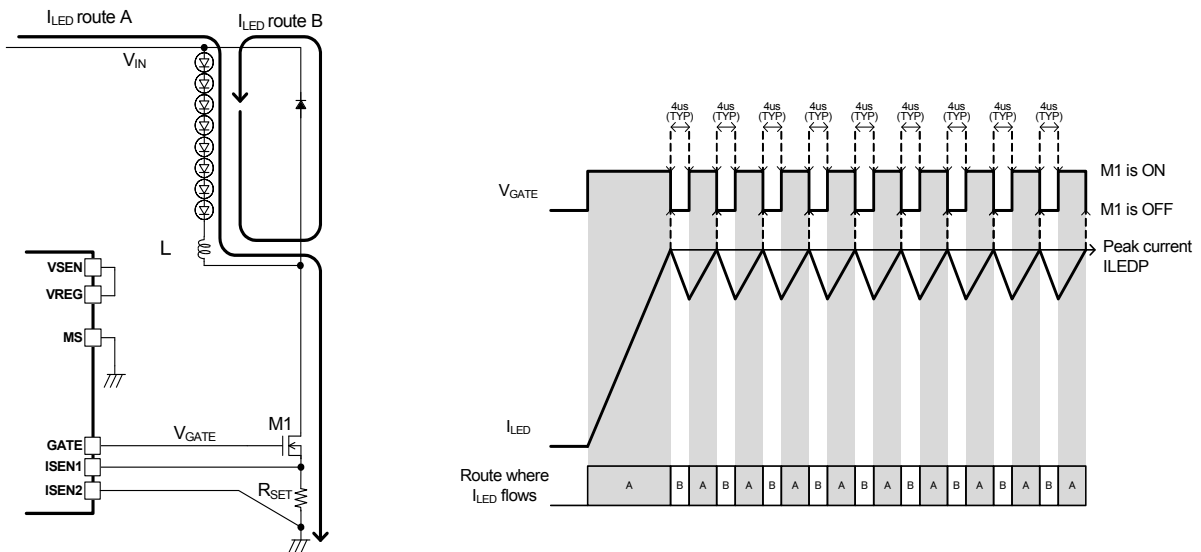 ILED route A
ILED route B
VIN
L
VSEN
VREG
MS
GATE
ISEN1
ISEN2
VGATE
M1
RSET
4us 4us 4us 4us 4us 4us 4us 4us 4us
(TYP) (TYP) (TYP) (TYP) (TYP) (TYP) (TYP) (TYP) (TYP)
VGATE
M1 is ON
M1 is OFF
Peak current
ILEDP
ILED
Route where
ILED flows
A B A B A B A B A B A B A B A B A B A